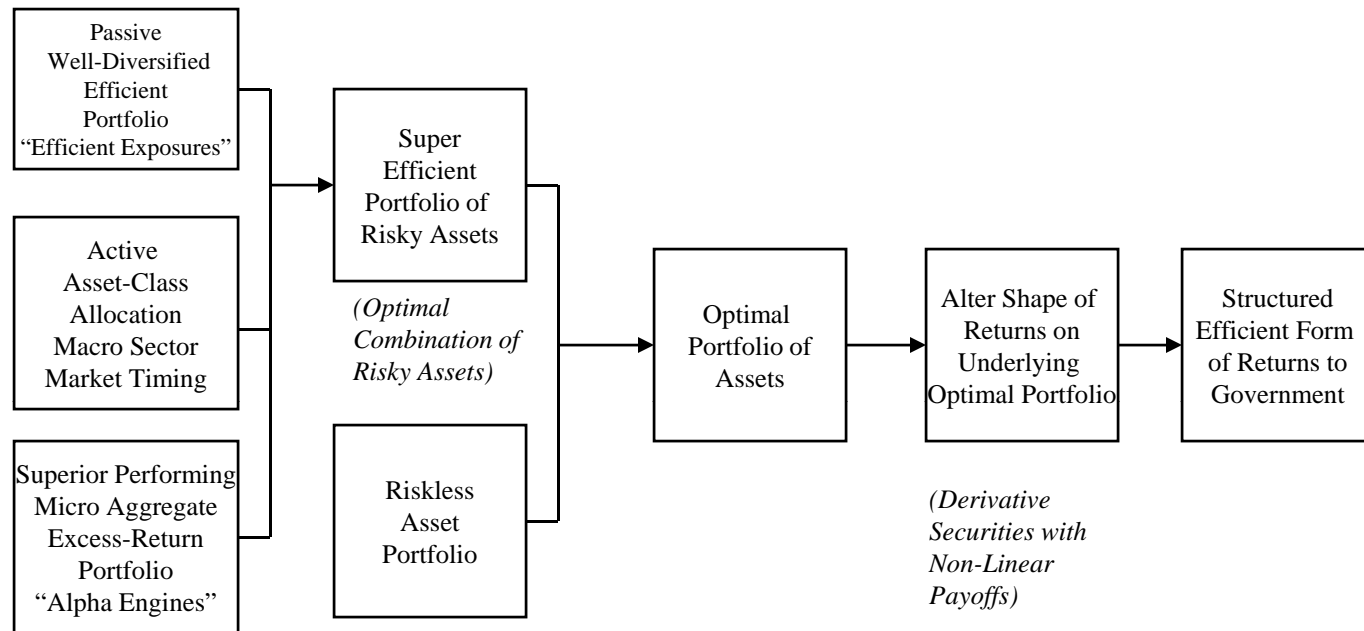 Passive
Well-Diversified
Efficient
Portfolio
“Efficient Exposures”
Active
Asset-Class
Allocation
Macro Sector
Market Timing
Superior Performing
Micro Aggregate
Excess-Return
Portfolio
“Alpha Engines”
Super
Efficient
Portfolio of
Risky Assets
(Optimal
Combination of
Risky Assets)
Riskless
Asset
Portfolio
Optimal
Portfolio of
Assets
Alter Shape of
Returns on
Underlying
Optimal Portfolio
(Derivative
Securities with
Non-Linear
Payoffs)
Structured
Efficient Form
of Returns to
Government